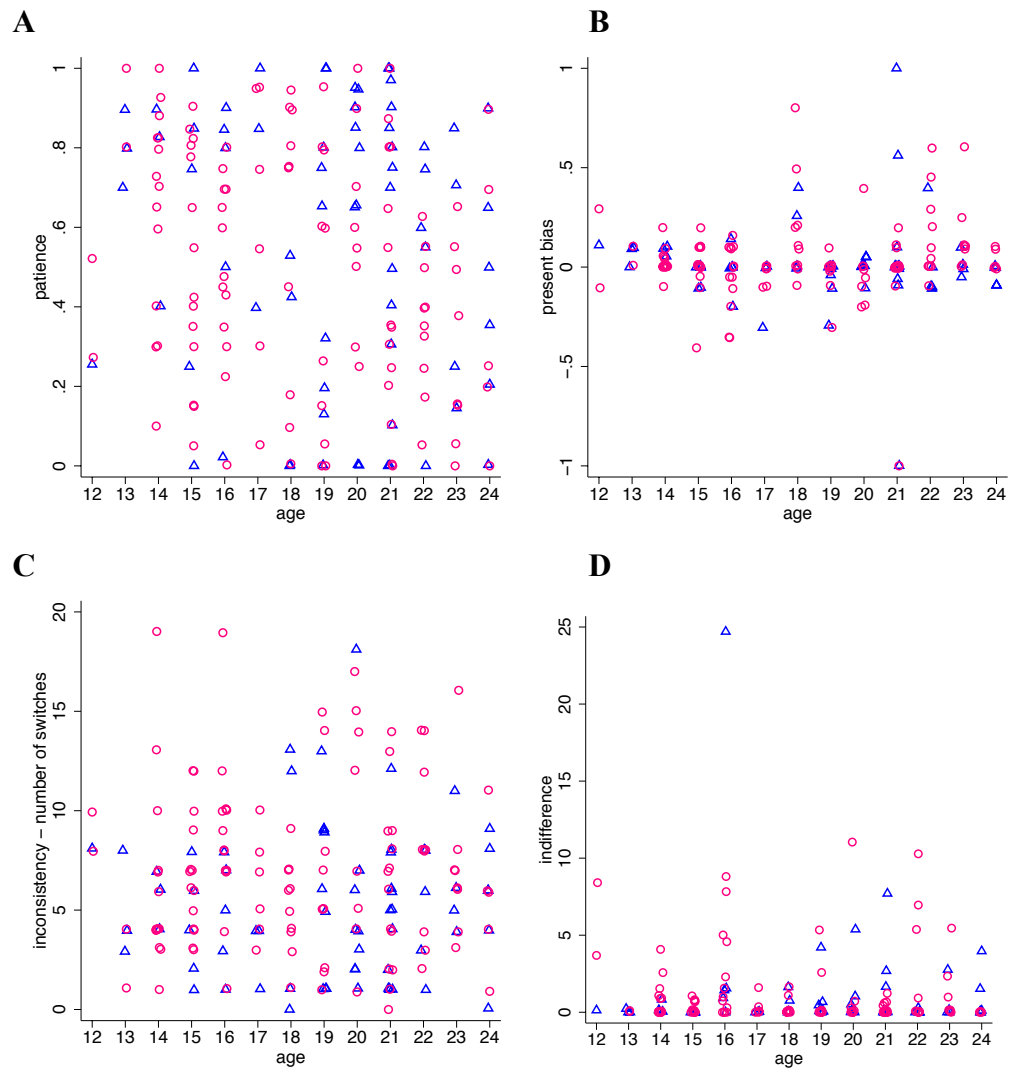 A
patience
1
.8
.6
.4
.2
0
12 13 14 15 16 17 18 19 20 21 22 23 24
age
B
present bias
1
.5
0
-.5
-1
12 13 14 15 16 17 18 19 20 21 22 23 24
age
C
inconsistency – number of switches
20
15
10
5
0
12 13 14 15 16 17 18 19 20 21 22 23 24
age
D
indifference
25
20
15
10
5
0
12 13 14 15 16 17 18 19 20 21 22 23 24
age